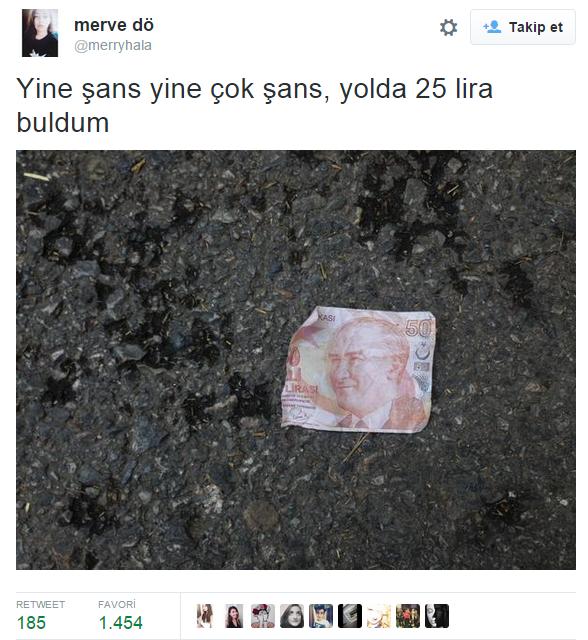 merve dö
@merryhala
Takip et
Yine şans yine çok şans, yolda 25 lira
buldum
KASI
50
LİRASI
RETWEET
FAVORİ
185
1.454